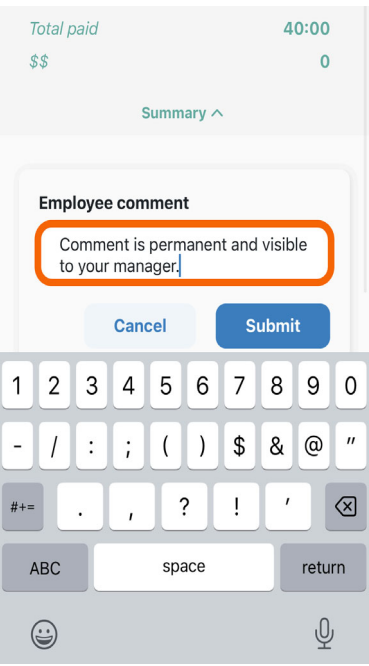 Total paid 40:00
$$ 0
Summary
Employee comment
Comment is permanent and visible
to your manager.
Cancel Submit
1 2 3 4 5 6 7 8 9 0
- / : ; ( ) $ & @ "
#+= . , ? ! '
ABC space return